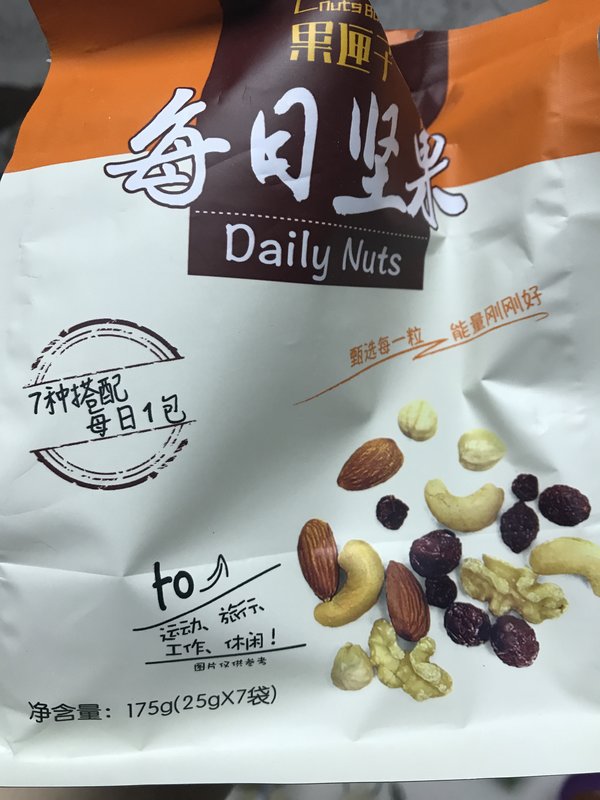 果匣子
每日坚果
Daily Nuts
甄选每一粒 能量刚刚好
7种搭配
每日1包
to
运动、旅行、
工作、休闲！
图片仅供参考
净含量：175g(25gX7袋)